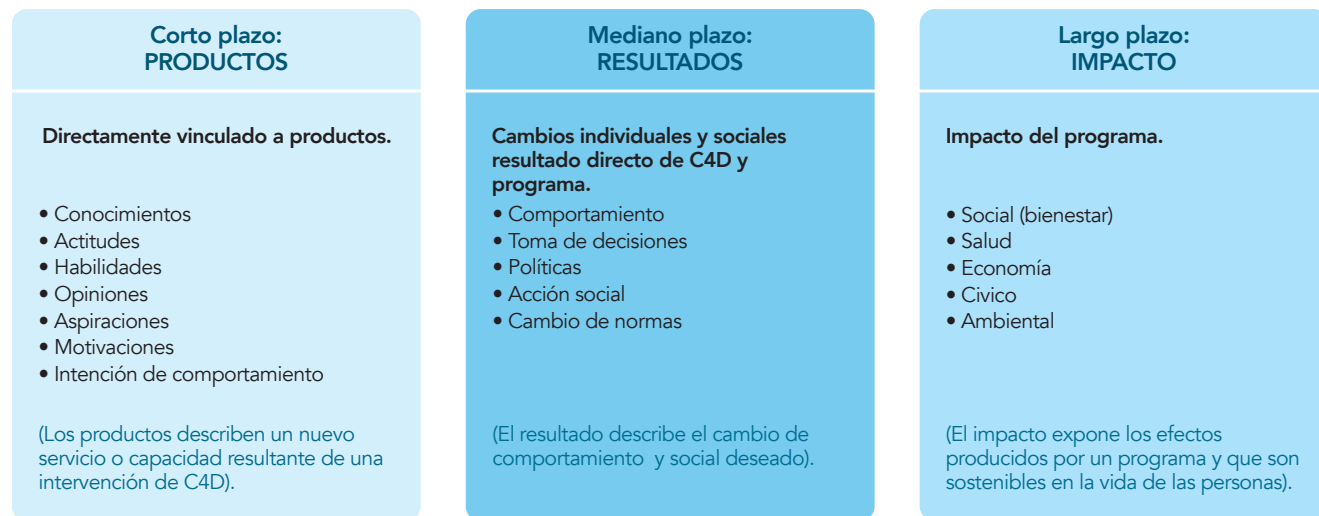 Corto plazo:
PRODUCTOS
Directamente vinculado a productos.
• Conocimientos
• Actitudes
• Habilidades
• Opiniones
• Aspiraciones
• Motivaciones
• Intención de comportamiento
(Los productos describen un nuevo
servicio o capacidad resultante de una
intervención de C4D).
Mediano plazo:
RESULTADOS
Cambios individuales y sociales
resultado directo de C4D y
programa.
• Comportamiento
• Toma de decisiones
• Políticas
• Acción social
• Cambio de normas
(El resultado describe el cambio de
comportamiento y social deseado).
Largo plazo:
IMPACTO
Impacto del programa.
• Social (bienestar)
• Salud
• Economía
• Civico
• Ambiental
(El impacto expone los efectos
producidos por un programa y que son
sostenibles en la vida de las personas).